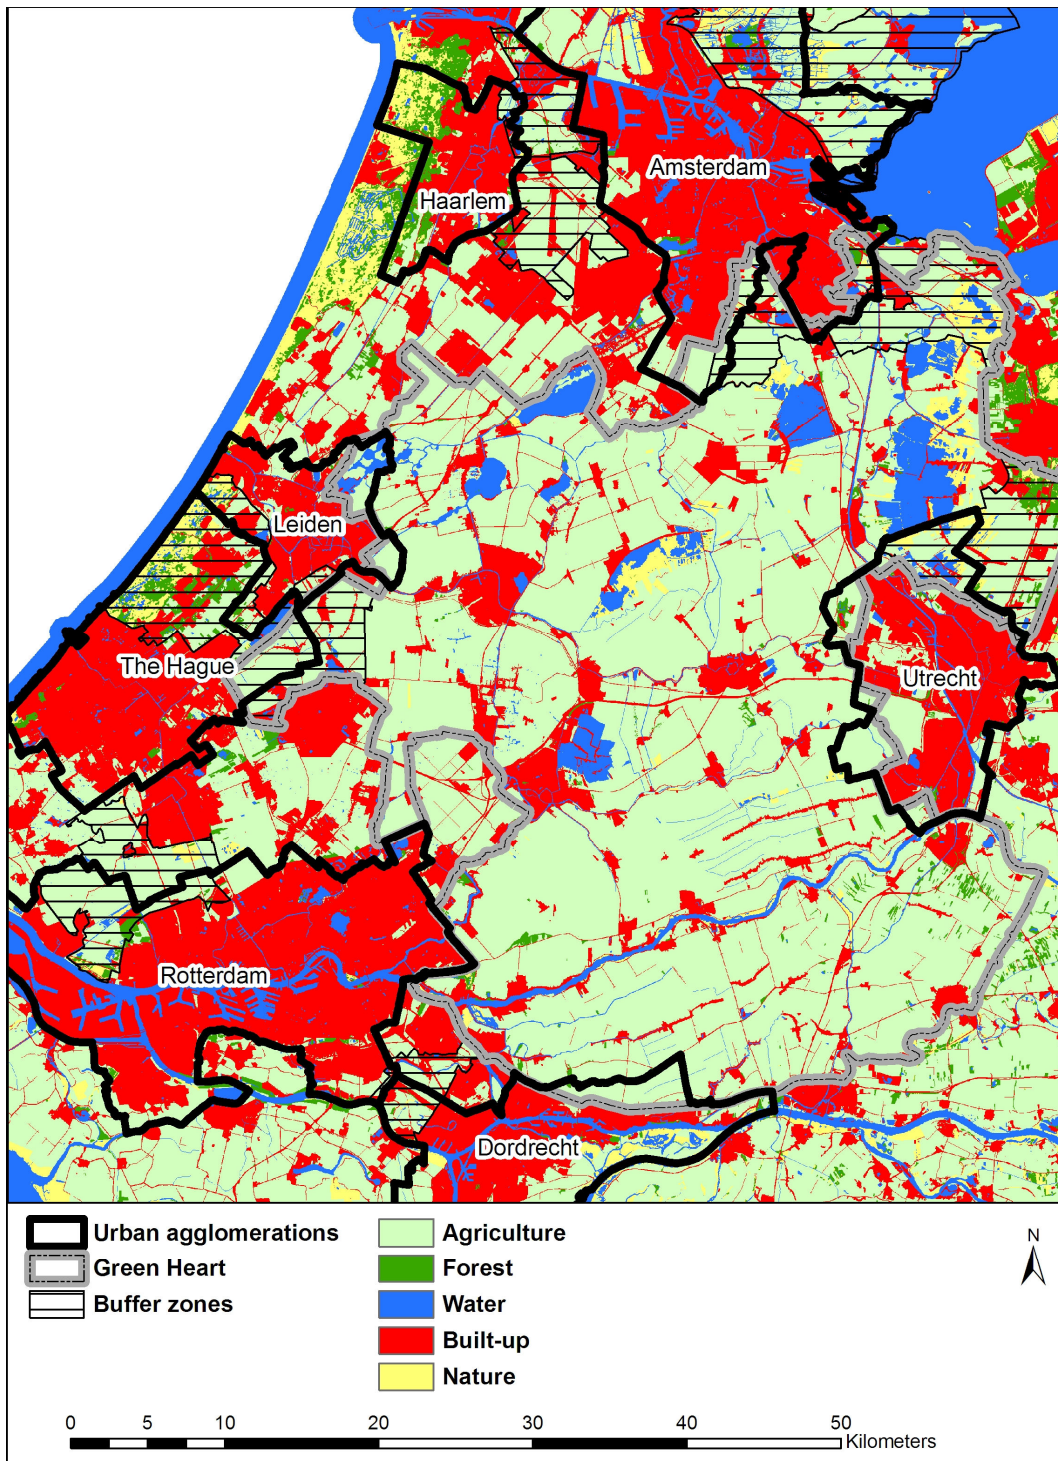 Amsterdam
Haarlem
Leiden
The Hague
Utrecht
Rotterdam
Dordrecht
Urban agglomerations
Green Heart
Buffer zones
Agriculture
Forest
Water
Built-up
Nature
N
0 5 10 20 30 40 50
Kilometers